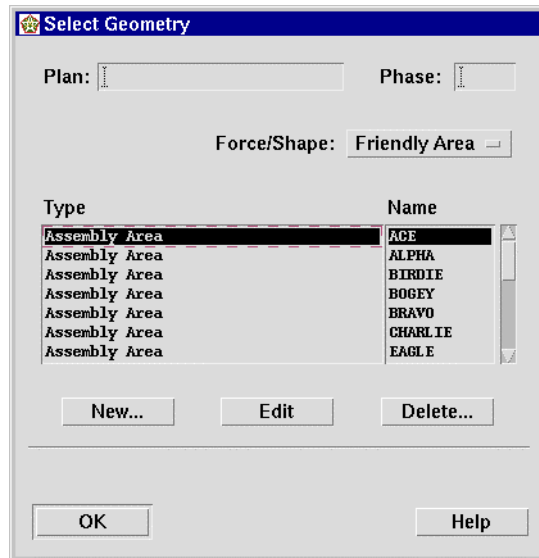 Select Geometry
Plan: Phase:
Force/Shape: Friendly Area
Type Name
Assembly Area ACE
Assembly Area ALPHA
Assembly Area BIRDIE
Assembly Area BOGEY
Assembly Area BRAVO
Assembly Area CHARLIE
Assembly Area EAGLE
New... Edit Delete...
OK Help